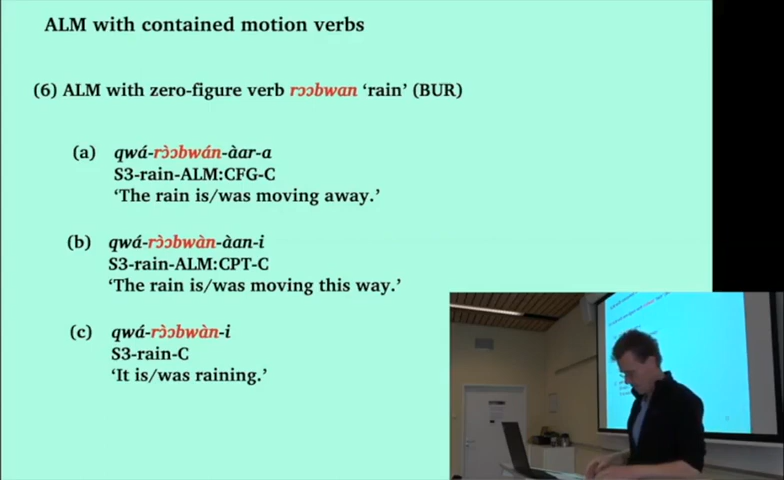 ALM with contained motion verbs
(6) ALM with zero-figure verb rɔɔbwan ‘rain’ (BUR)
(a) qwá-rɔ̀ɔbwán-àar-a
S3-rain-ALM:CFG-C
‘The rain is/was moving away.’
(b) qwá-rɔ̀ɔbwàn-àan-i
S3-rain-ALM:CPT-C
‘The rain is/was moving this way.’
(c) qwá-rɔ̀ɔbwàn-i
S3-rain-C
‘It is/was raining.’